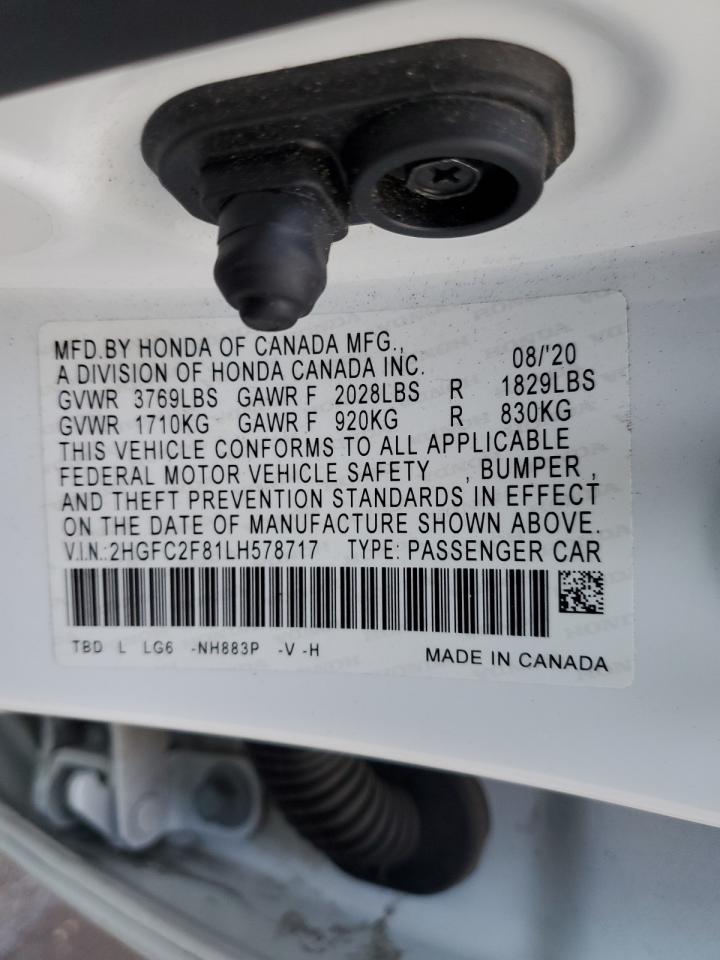 MFD.BY HONDA OF CANADA MFG.,
A DIVISION OF HONDA CANADA INC. 08/'20
GVWR 3769LBS GAWR F 2028LBS R 1829LBS
GVWR 1710KG GAWR F 920KG R 830KG
THIS VEHICLE CONFORMS TO ALL APPLICABLE
FEDERAL MOTOR VEHICLE SAFETY , BUMPER ,
AND THEFT PREVENTION STANDARDS IN EFFECT
ON THE DATE OF MANUFACTURE SHOWN ABOVE.
V.I.N.:2HGFC2F81LH578717 TYPE: PASSENGER CAR
TBD L LG6 -NH883P -V -H MADE IN CANADA